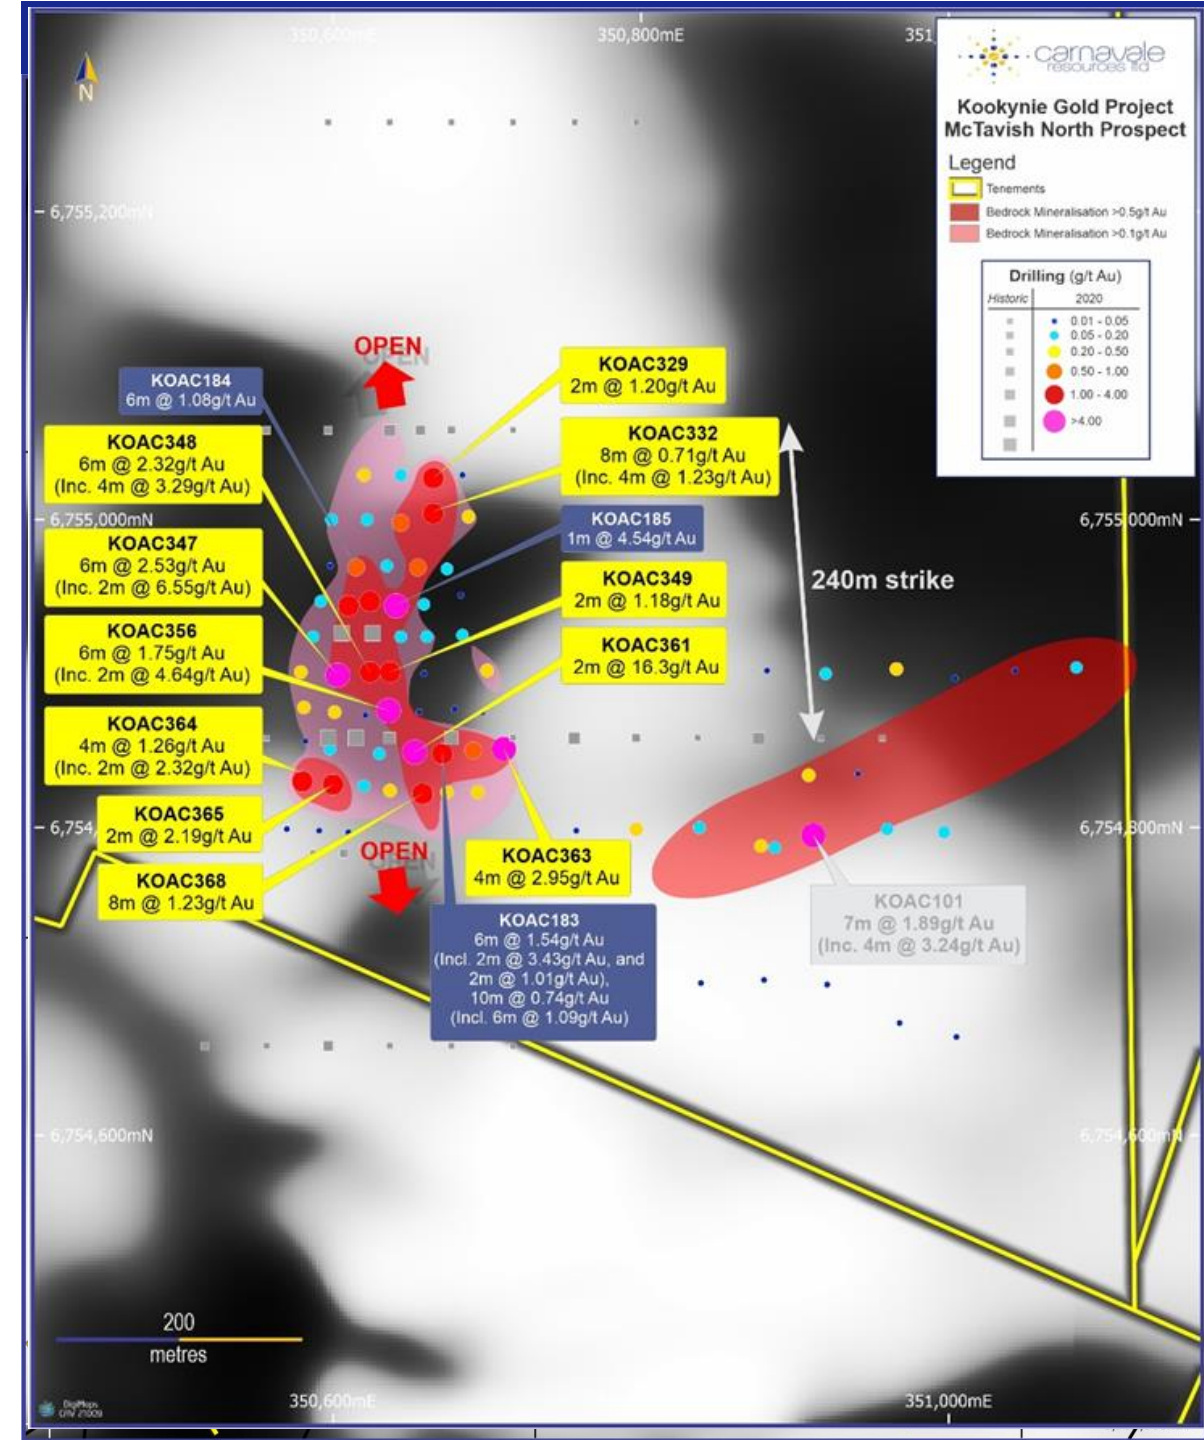 350,600mE
350,800mE
351,
N
carnavale
resources ltd
Kookynie Gold Project
McTavish North Prospect
Legend
Tenements
Bedrock Mineralisation >0.5g/t Au
Bedrock Mineralisation >0.1g/t Au
Drilling (g/t Au)
Historic
2020
0.01 - 0.05
0.05 - 0.20
0.20 - 0.50
0.50 - 1.00
1.00 - 4.00
>4.00
6,755,200mN
OPEN
KOAC184
6m @ 1.08g/t Au
KOAC329
2m @ 1.20g/t Au
KOAC348
6m @ 2.32g/t Au
(Inc. 4m @ 3.29g/t Au)
KOAC332
8m @ 0.71g/t Au
(Inc. 4m @ 1.23g/t Au)
6,755,000mN
6,755,000mN
KOAC185
1m @ 4.54g/t Au
KOAC347
6m @ 2.53g/t Au
(Inc. 2m @ 6.55g/t Au)
KOAC349
2m @ 1.18g/t Au
240m strike
KOAC356
6m @ 1.75g/t Au
(Inc. 2m @ 4.64g/t Au)
KOAC361
2m @ 16.3g/t Au
KOAC364
4m @ 1.26g/t Au
(Inc. 2m @ 2.32g/t Au)
KOAC365
2m @ 2.19g/t Au
6,754,
6,754,800mN
OPEN
KOAC363
4m @ 2.95g/t Au
KOAC368
8m @ 1.23g/t Au
KOAC101
7m @ 1.89g/t Au
(Inc. 4m @ 3.24g/t Au)
KOAC183
6m @ 1.54g/t Au
(Incl. 2m @ 3.43g/t Au, and
2m @ 1.01g/t Au),
10m @ 0.74g/t Au
(Incl. 6m @ 1.09g/t Au)
6,754,600mN
6,754,600mN
200
metres
350,600mE
351,000mE
DigiMaps